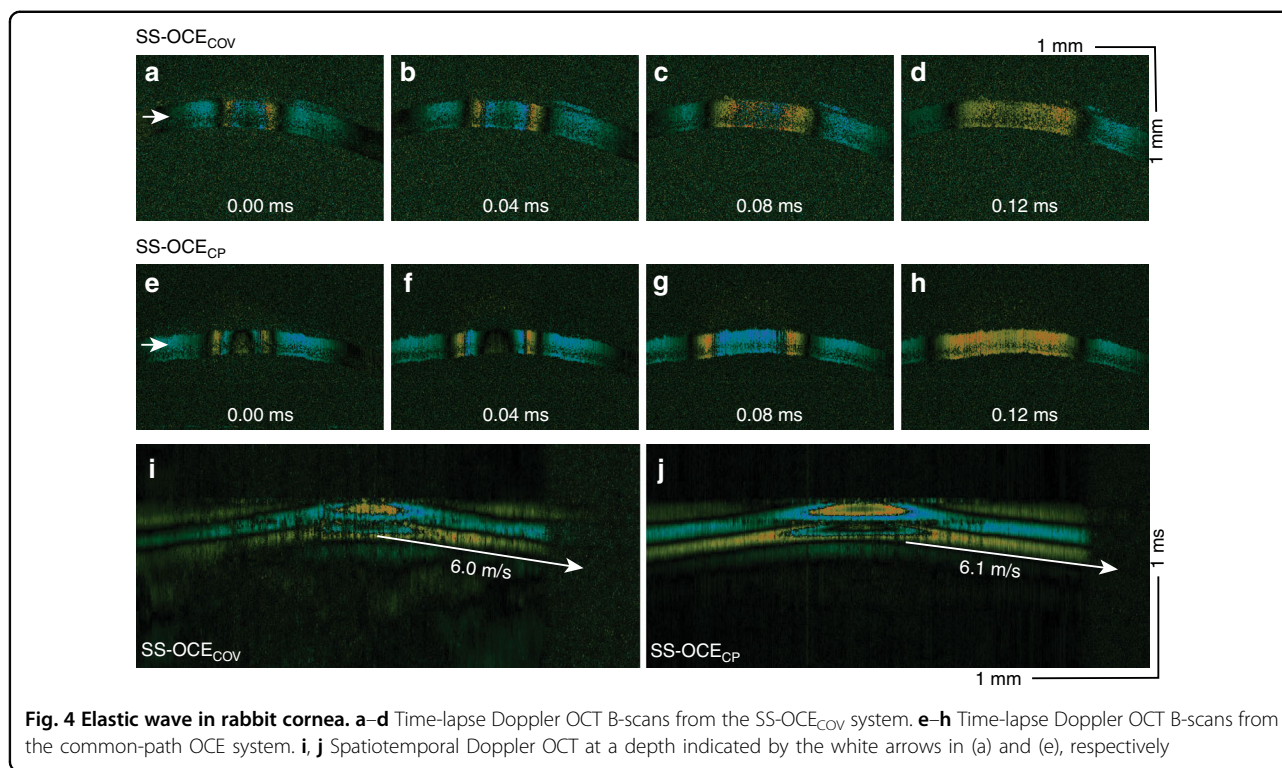 SS-OCE_COV
1 mm
a b c d
1 mm
0.00 ms 0.04 ms 0.08 ms 0.12 ms
SS-OCE_CP
e f g h
0.00 ms 0.04 ms 0.08 ms 0.12 ms
i j
6.0 m/s 6.1 m/s
1 ms
SS-OCE_COV SS-OCE_CP
1 mm
Fig. 4 Elastic wave in rabbit cornea. a–d Time-lapse Doppler OCT B-scans from the SS-OCE_COV system. e–h Time-lapse Doppler OCT B-scans from
the common-path OCE system. i, j Spatiotemporal Doppler OCT at a depth indicated by the white arrows in (a) and (e), respectively